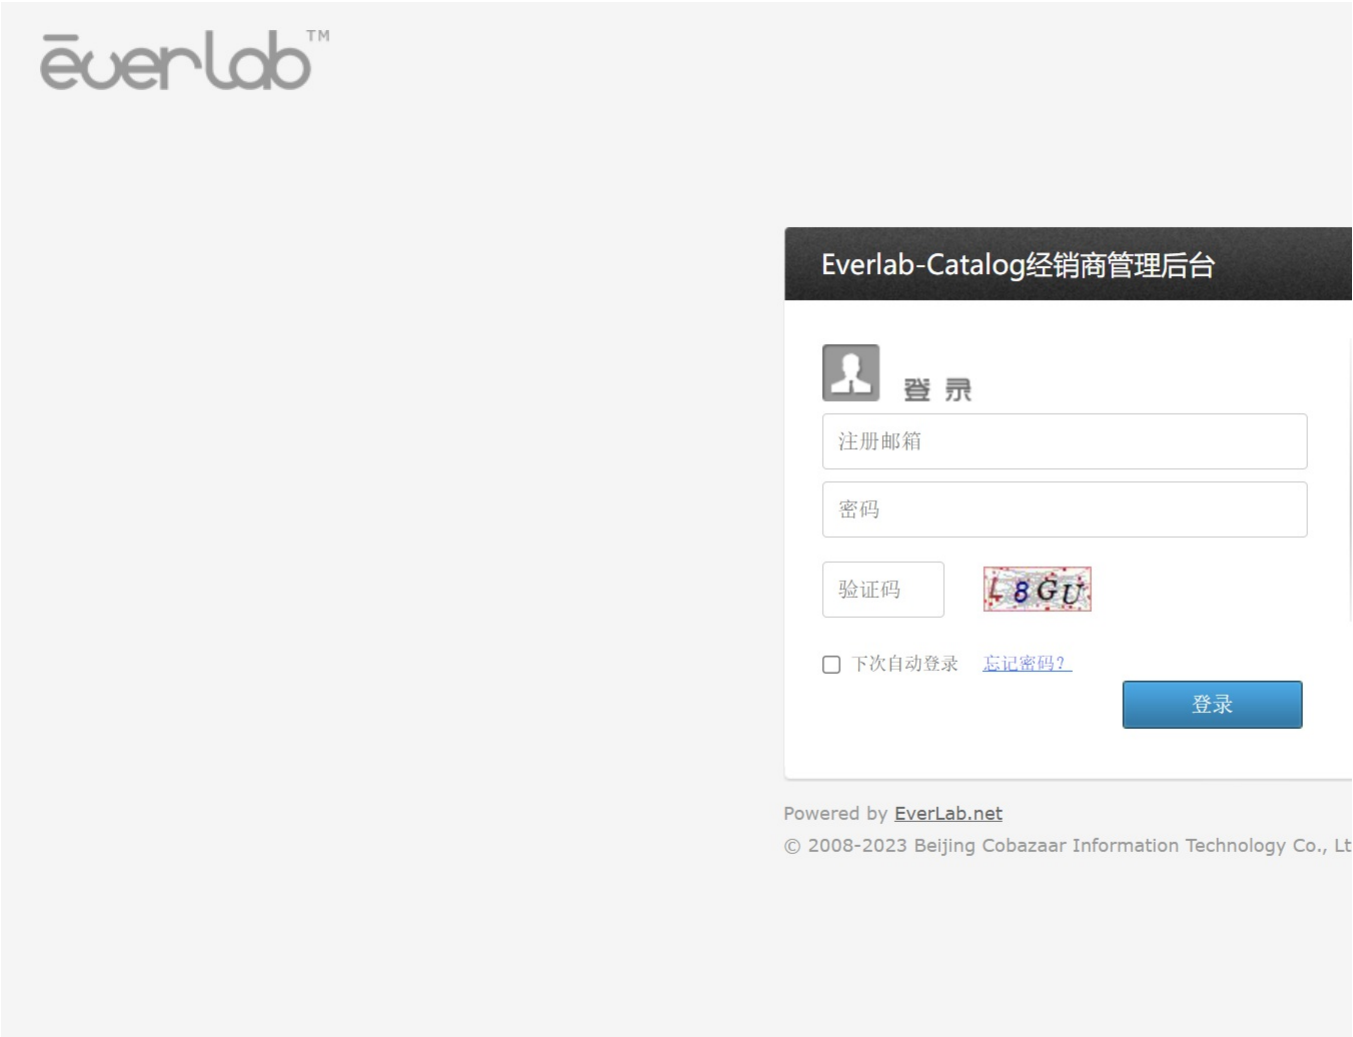 ēverlab™
Everlab-Catalog经销商管理后台
登 录
注册邮箱
密码
验证码
L8GU
下次自动登录 忘记密码？
登录
Powered by EverLab.net
© 2008-2023 Beijing Cobazaar Information Technology Co., Lt